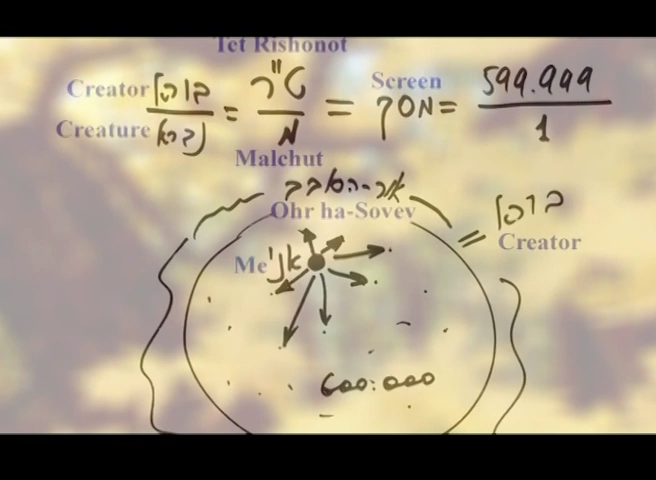 Tet Rishonot
Creator בורא = ט"ר = מסך = 599.999
Creature נברא מ Screen 1
Malchut
אור-הסובב
Ohr ha-Sovev
בורא
= Creator
Me
600.000